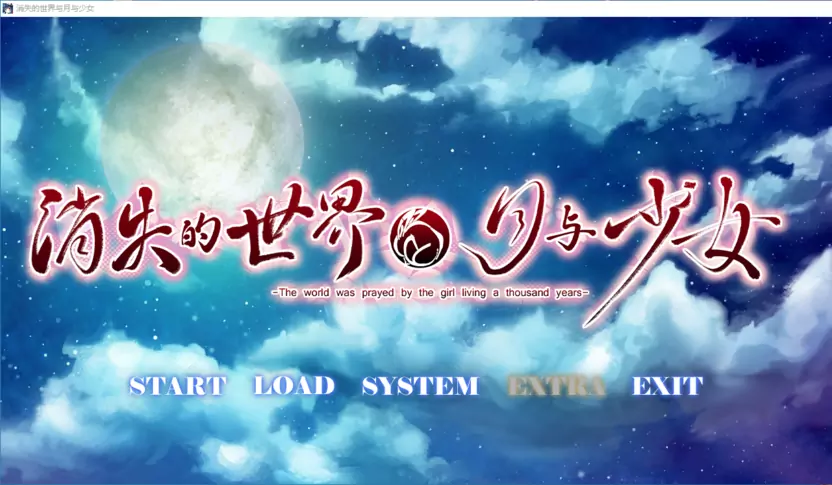 消失的世界与月与少女
消失的世界 月与少女
-The world was prayed by the girl living a thousand years-
START LOAD SYSTEM EXTRA EXIT